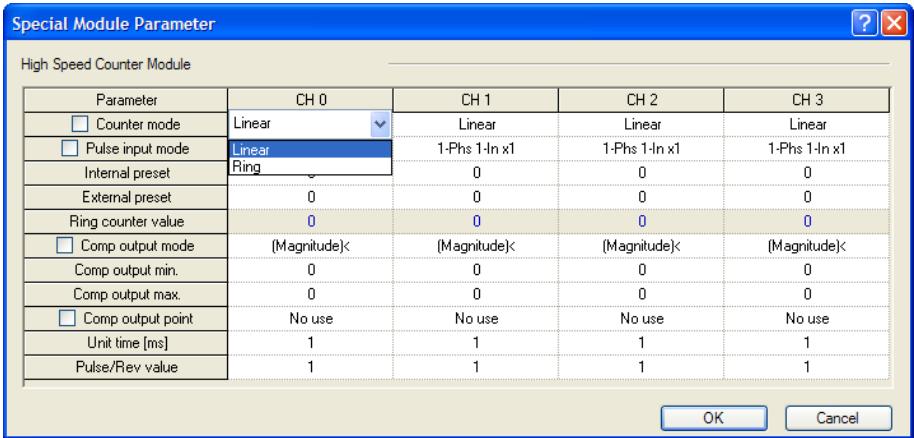 Special Module Parameter
High Speed Counter Module
Parameter CH 0 CH 1 CH 2 CH 3
Counter mode Linear Linear Linear Linear
Pulse input mode Linear 1-Phs 1-In x1 1-Phs 1-In x1 1-Phs 1-In x1
Ring
Internal preset 0 0 0
External preset 0 0 0 0
Ring counter value 0 0 0 0
Comp output mode (Magnitude)< (Magnitude)< (Magnitude)< (Magnitude)<
Comp output min. 0 0 0 0
Comp output max. 0 0 0 0
Comp output point No use No use No use No use
Unit time [ms] 1 1 1 1
Pulse/Rev value 1 1 1 1
OK Cancel